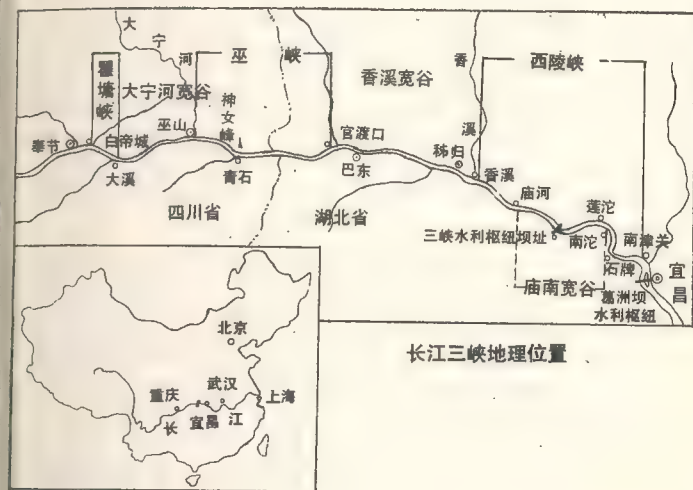 大宁河
瞿塘峡
巫峡
大宁河宽谷
香溪宽谷
香溪
西陵峡
奉节
白帝城
巫山
神女峰
大溪
青石
官渡口
巴东
秭归
香溪
庙河
莲沱
四川省
湖北省
三峡水利枢纽坝址
南沱
南津关
石牌
宜昌
庙南宽谷
葛洲坝
水利枢纽
长江三峡地理位置
北京
重庆
武汉
上海
长江
宜昌